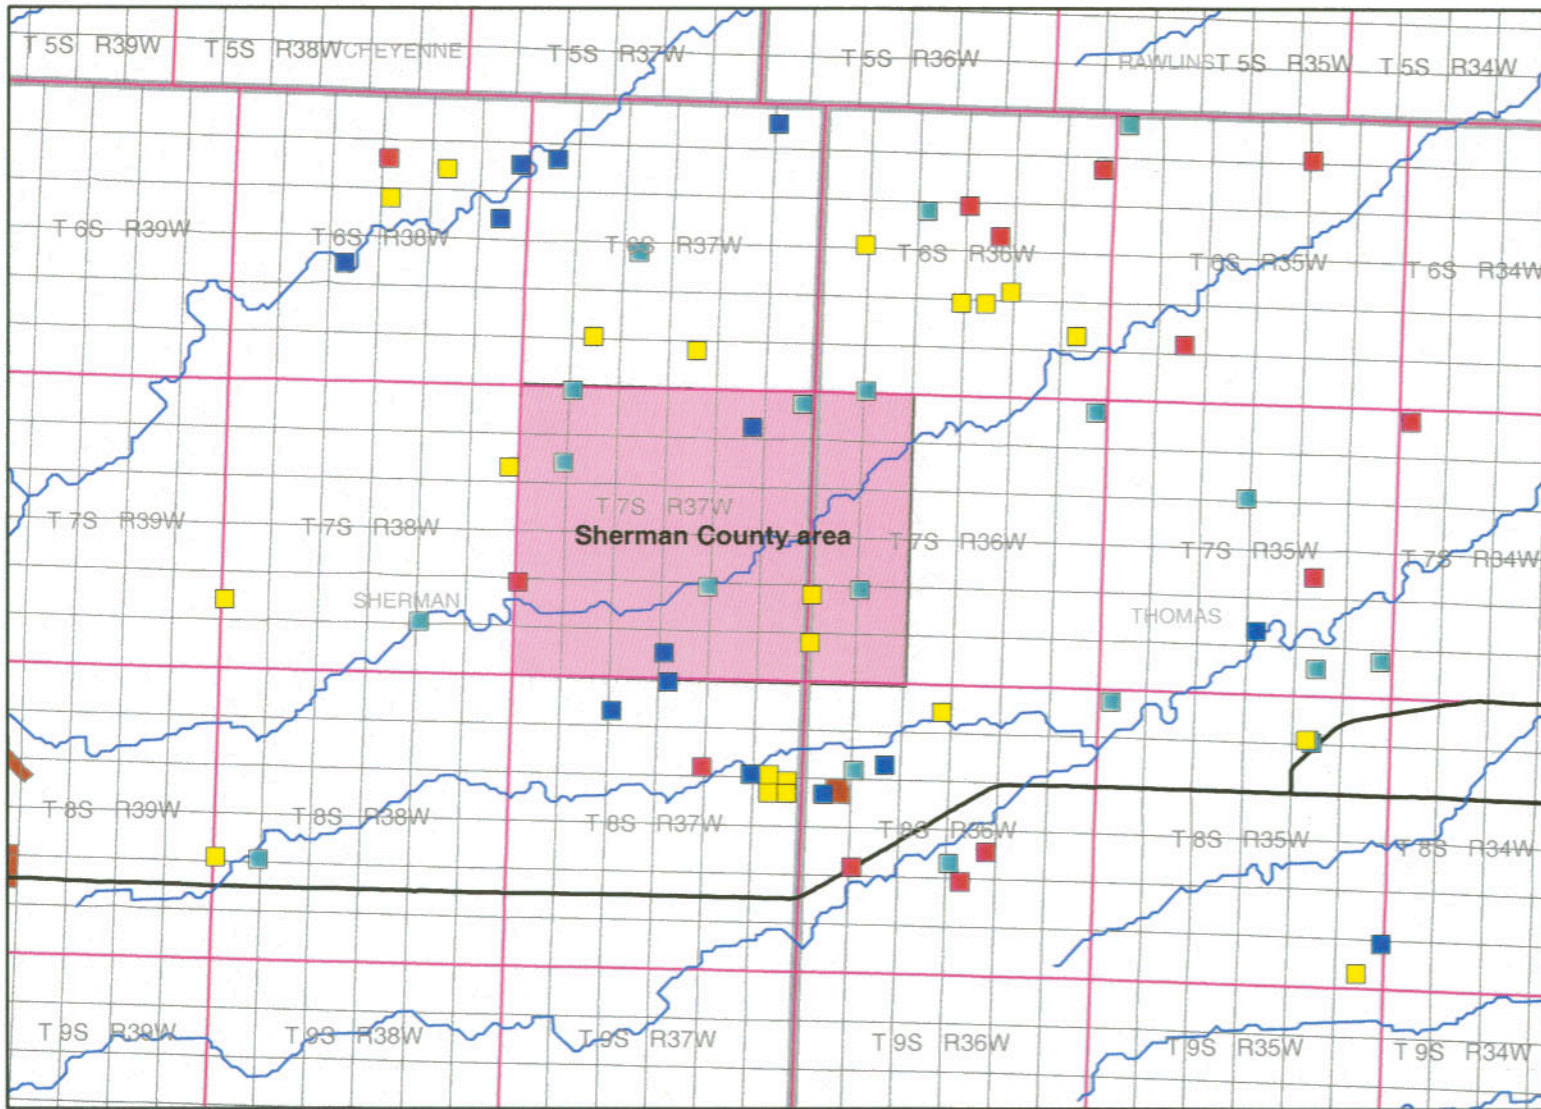 T 5S R39W
T 5S R38W
CHEYENNE
T 5S R37W
T 5S R36W
RAWLINS
T 5S R35W
T 5S R34W
T 6S R39W
T 6S R38W
T 6S R37W
T 6S R36W
T 6S R35W
T 6S R34W
T 7S R39W
T 7S R38W
T 7S R37W
Sherman County area
T 7S R36W
T 7S R35W
T 7S R34W
SHERMAN
THOMAS
T 8S R39W
T 8S R38W
T 8S R37W
T 8S R36W
T 8S R35W
T 8S R34W
T 9S R39W
T 9S R38W
T 9S R37W
T 9S R36W
T 9S R35W
T 9S R34W